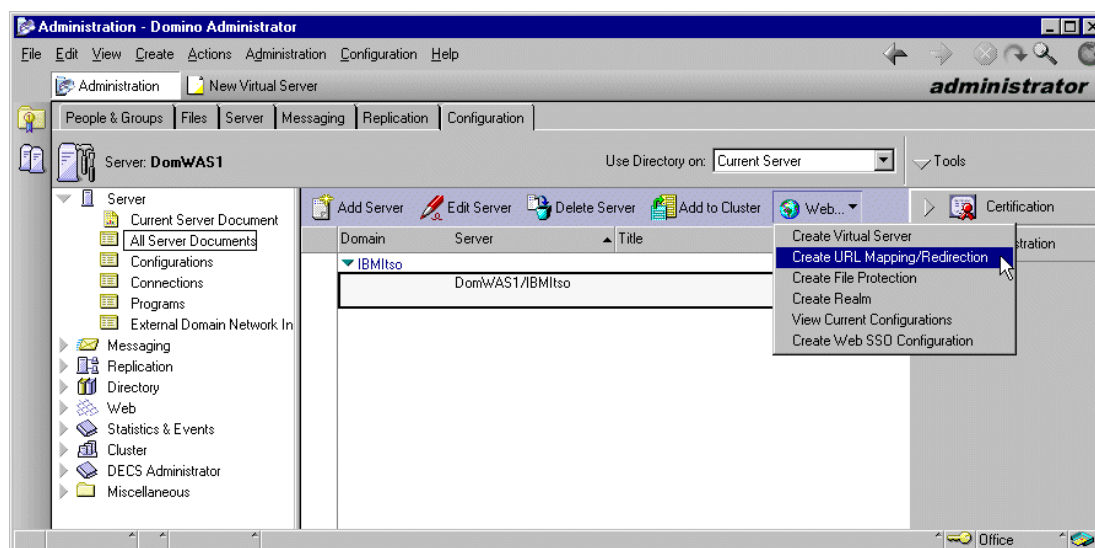 Administration - Domino Administrator
File Edit View Create Actions Administration Configuration Help
Administration New Virtual Server administrator
People & Groups Files Server Messaging Replication Configuration
Server: DomWAS1 Use Directory on: Current Server Tools
Server
Current Server Document
All Server Documents
Configurations
Connections
Programs
External Domain Network In
Messaging
Replication
Directory
Web
Statistics & Events
Cluster
DECS Administrator
Miscellaneous
Add Server Edit Server Delete Server Add to Cluster Web...
Domain Server Title
IBMItso
DomWAS1/IBMItso
Create Virtual Server
Create URL Mapping/Redirection
Create File Protection
Create Realm
View Current Configurations
Create Web SSO Configuration
Certification
stration
Office